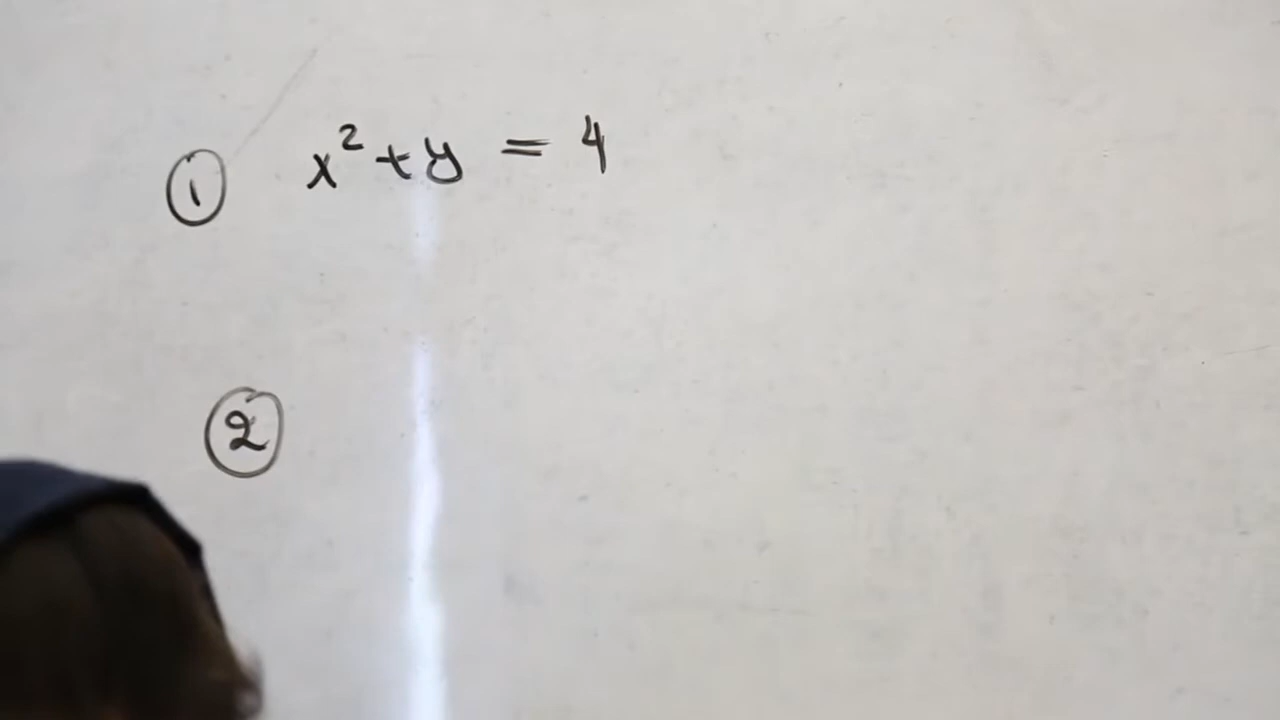 ① x² + y = 4
②